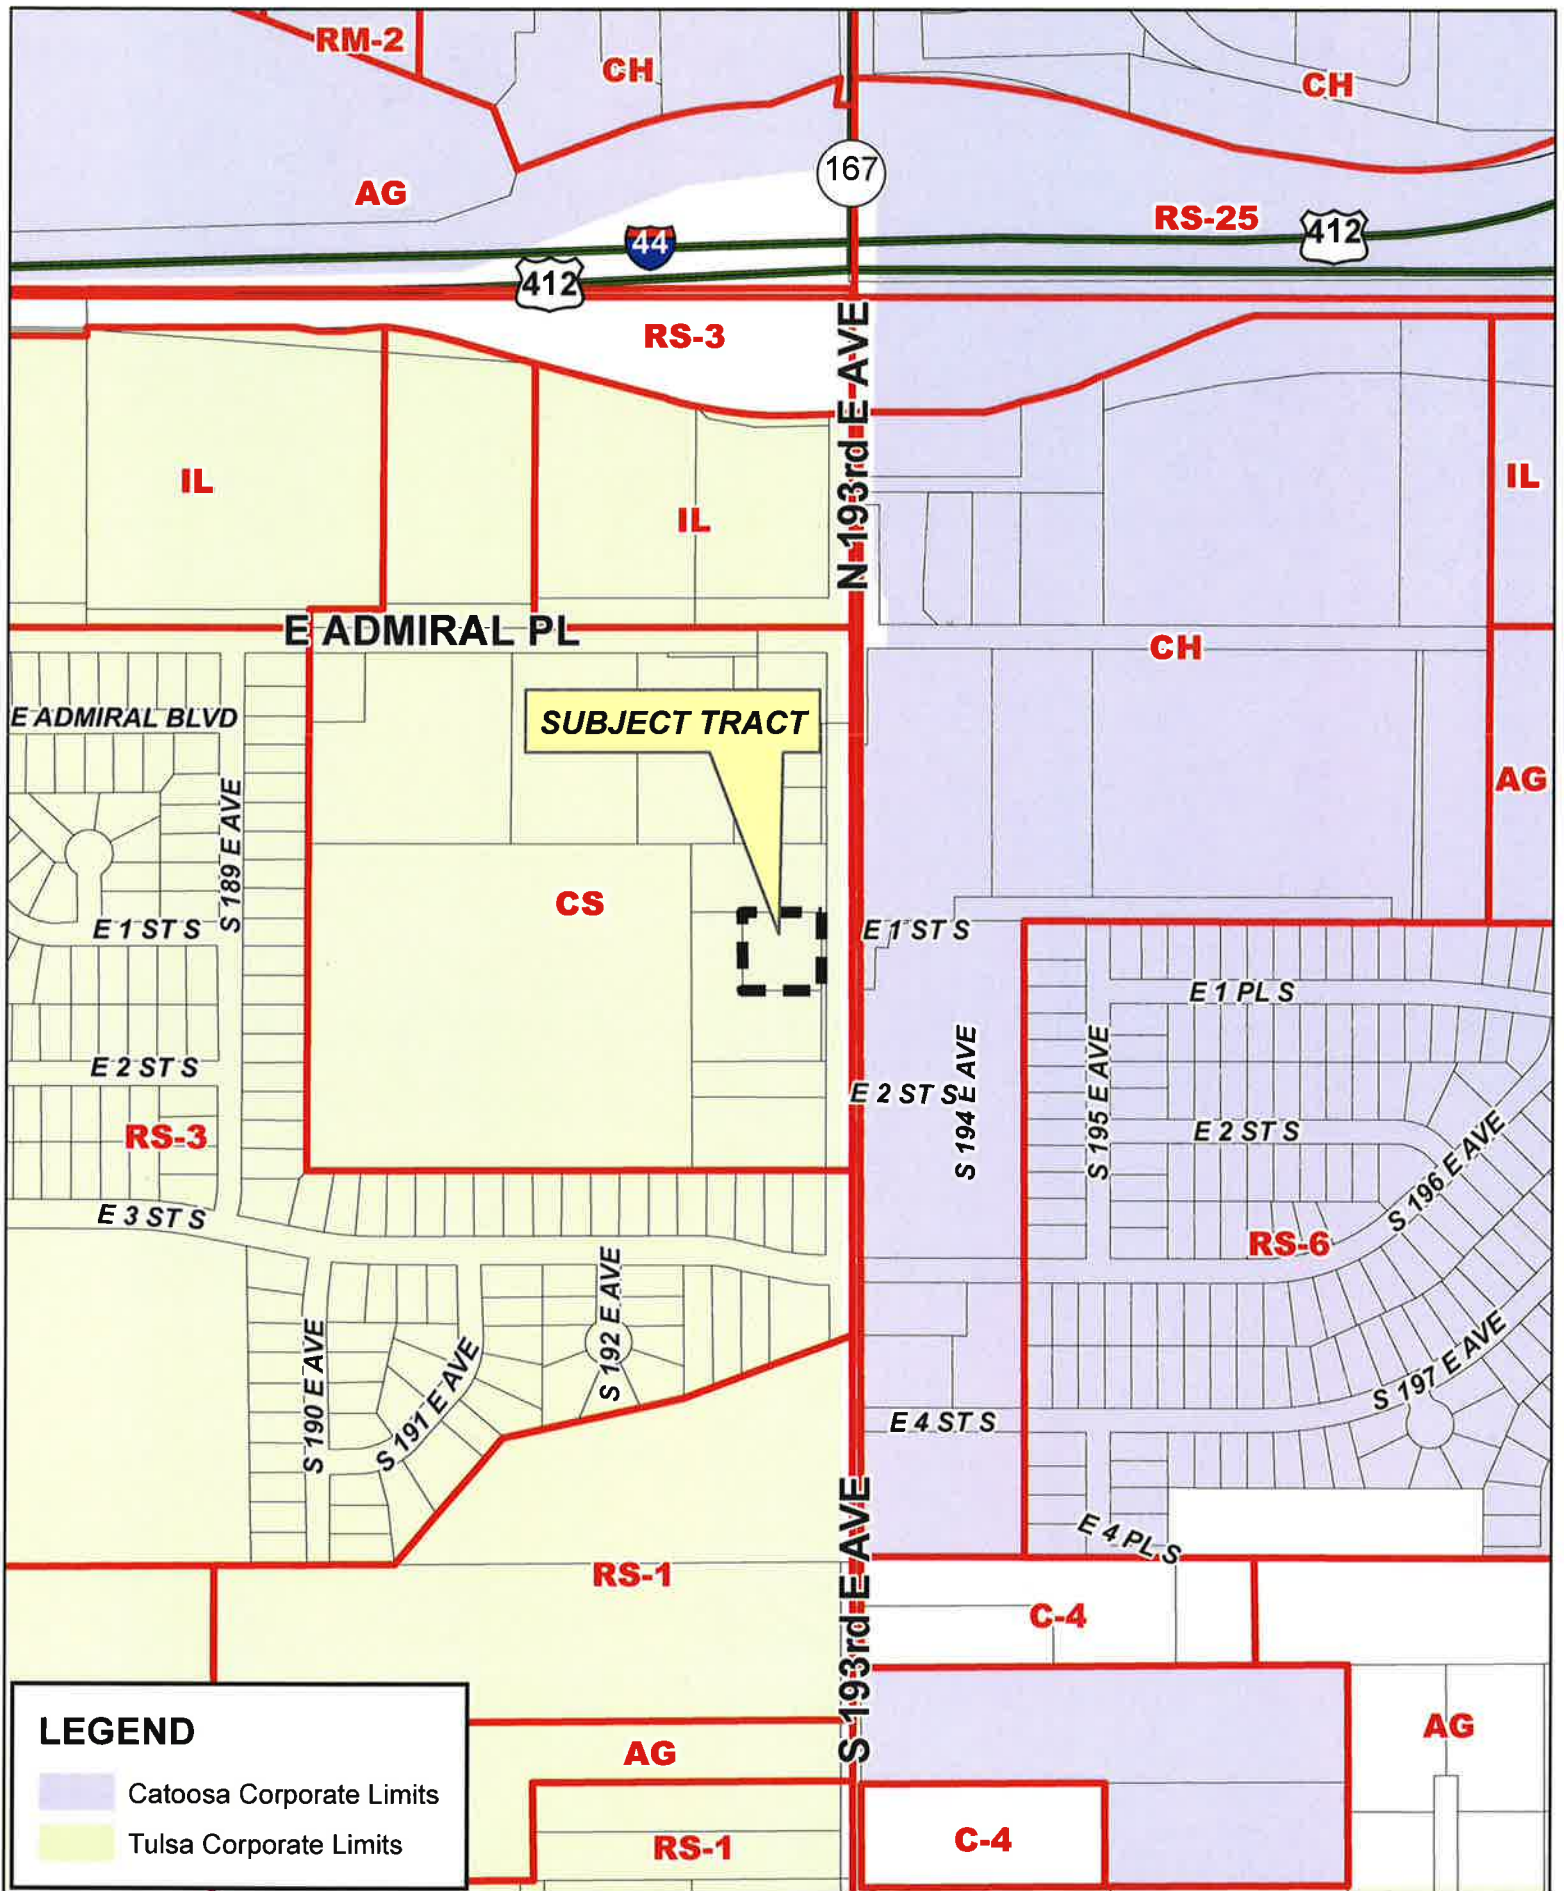 RM-2
CH
CH
167
AG
RS-25
44
412
412
RS-3
N 193rd E AVE
IL
IL
IL
E ADMIRAL PL
CH
SUBJECT TRACT
E ADMIRAL BLVD
AG
S 189 E AVE
CS
E 1 ST S
E 1 ST S
E 1 PL S
E 2 ST S
E 2 ST S
S 194 E AVE
S 195 E AVE
E 2 ST S
RS-3
S 196 E AVE
E 3 ST S
RS-6
S 190 E AVE
S 191 E AVE
S 192 E AVE
S 197 E AVE
E 4 ST S
E 4 PL S
S 193rd E AVE
RS-1
C-4
AG
AG
RS-1
C-4
LEGEND
Catoosa Corporate Limits
Tulsa Corporate Limits